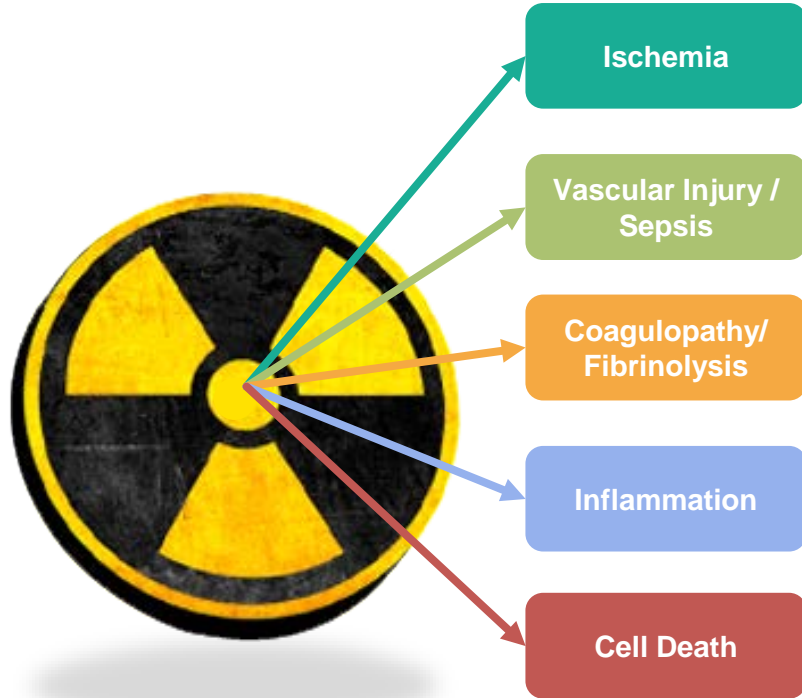 Ischemia
Vascular Injury /
Sepsis
Coagulopathy/
Fibrinolysis
Inflammation
Cell Death